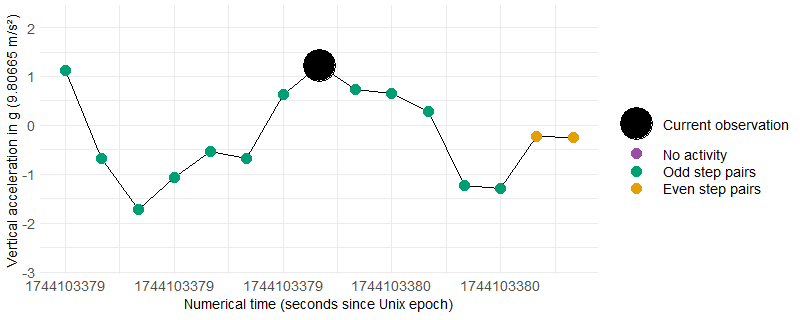 Vertical acceleration in g (9.80665 m/s²)
2
1
0
-1
-2
-3
1744103379 1744103379 1744103379 1744103380 1744103380
Numerical time (seconds since Unix epoch)
Current observation
No activity
Odd step pairs
Even step pairs